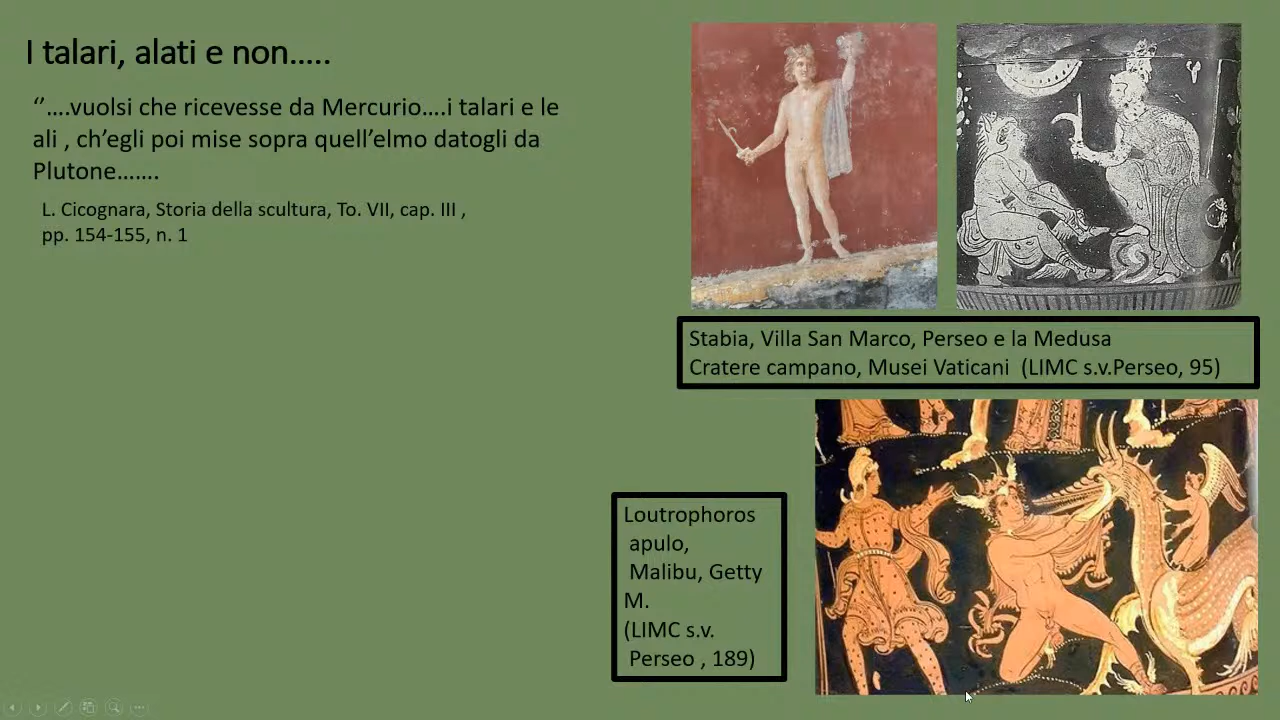 I talari, alati e non…..
‘’….vuolsi che ricevesse da Mercurio….i talari e le
ali , ch’egli poi mise sopra quell’elmo datogli da
Plutone…….
L. Cicognara, Storia della scultura, To. VII, cap. III ,
pp. 154-155, n. 1
Stabia, Villa San Marco, Perseo e la Medusa
Cratere campano, Musei Vaticani (LIMC s.v.Perseo, 95)
Loutrophoros
apulo,
Malibu, Getty
M.
(LIMC s.v.
Perseo , 189)